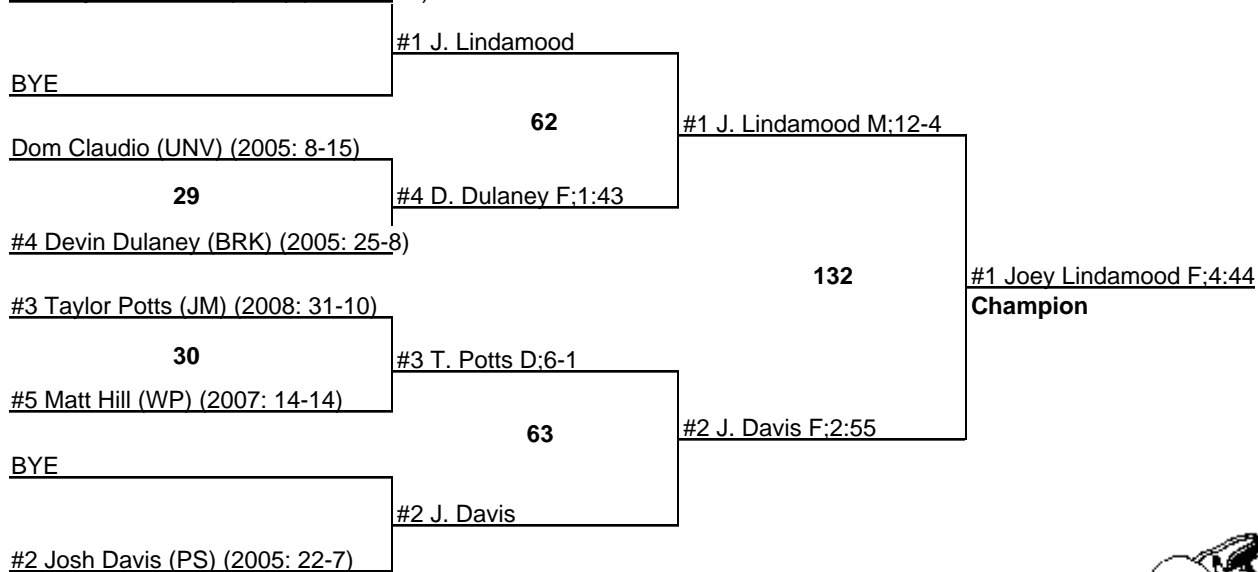 #1 J. Lindamood
BYE
62
#1 J. Lindamood M;12-4
Dom Claudio (UNV) (2005: 8-15)
29
#4 D. Dulaney F;1:43
#4 Devin Dulaney (BRK) (2005: 25-8)
132
#1 Joey Lindamood F;4:44
Champion
#3 Taylor Potts (JM) (2008: 31-10)
30
#3 T. Potts D;6-1
#5 Matt Hill (WP) (2007: 14-14)
63
#2 J. Davis F;2:55
BYE
#2 J. Davis
#2 Josh Davis (PS) (2005: 22-7)